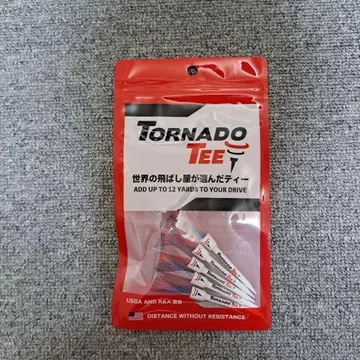 TORNADO
TEE
世界の飛ばし屋が選んだティー
ADD UP TO 12 YARDS TO YOUR DRIVE
USGA AND R&A 適合
DISTANCE WITHOUT RESISTANCE